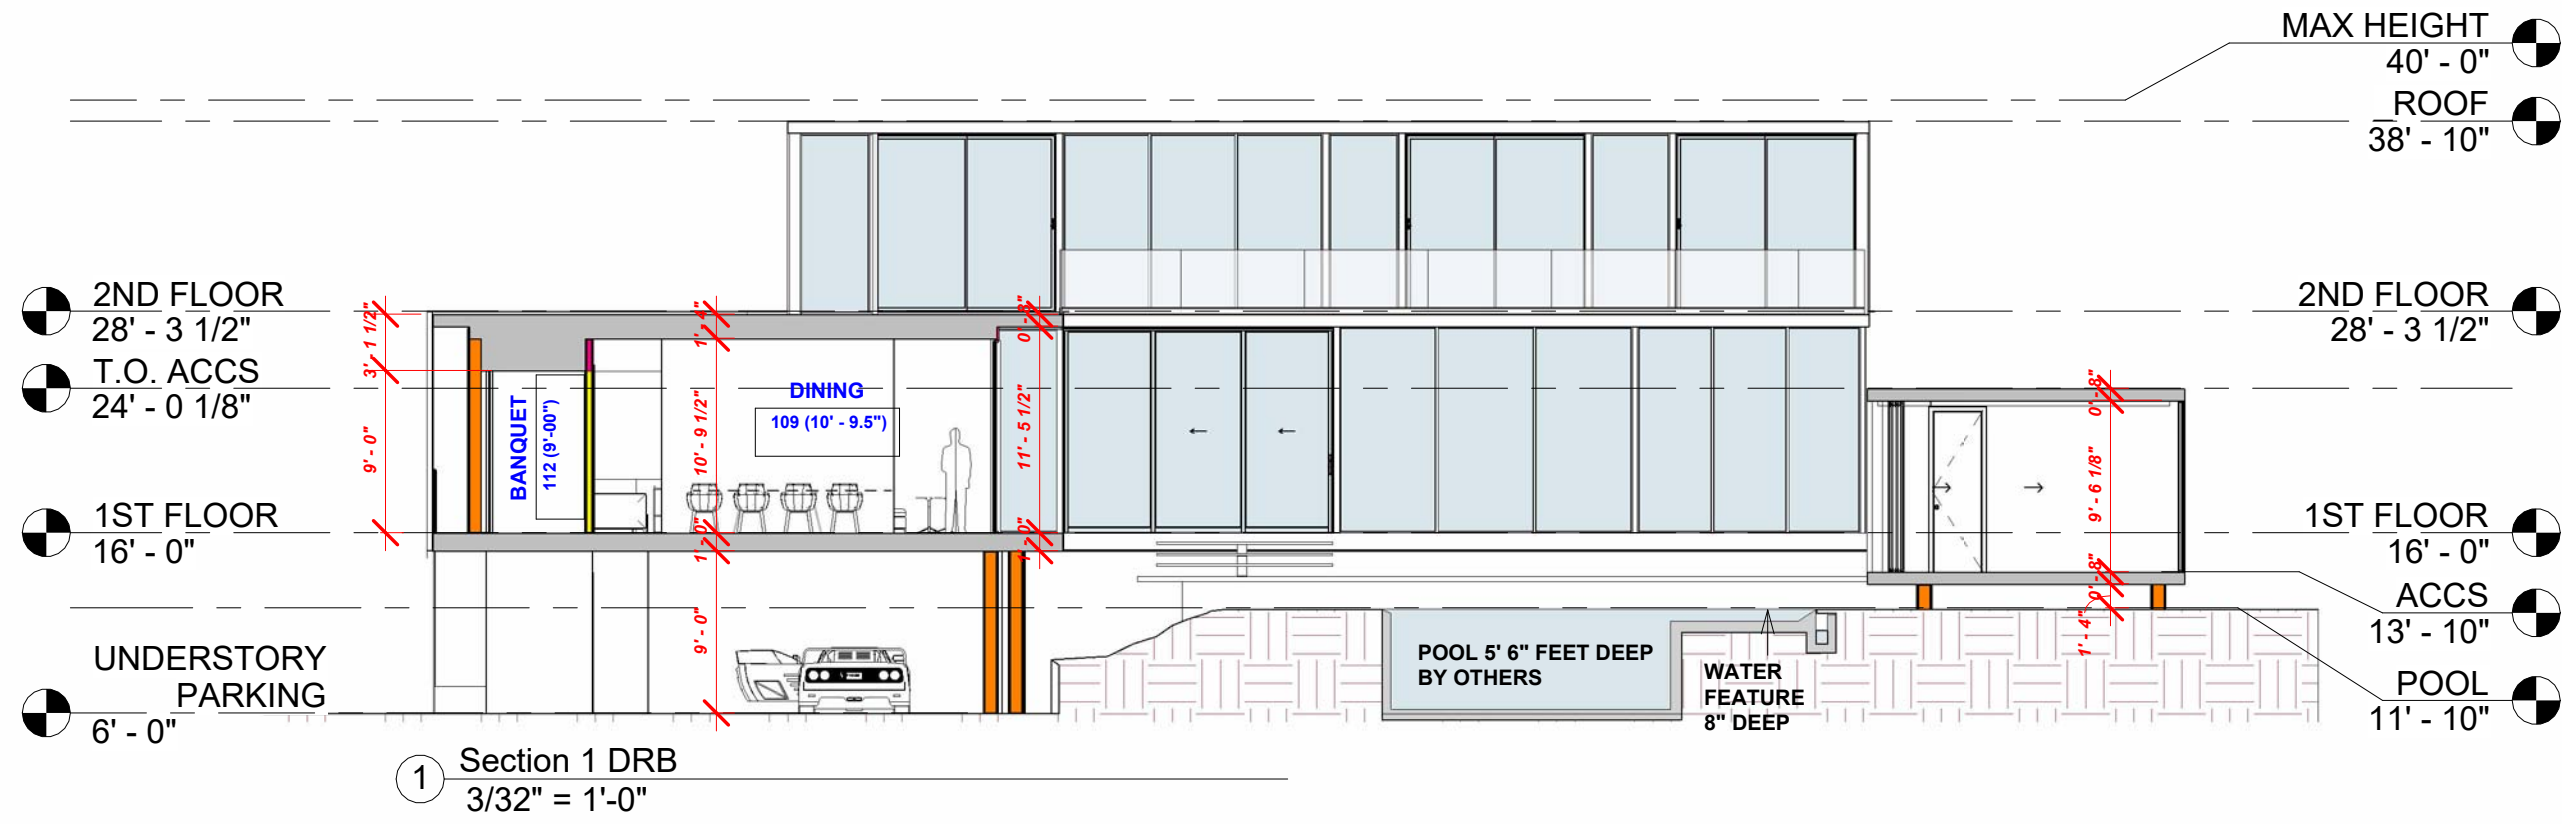 MAX HEIGHT
40' - 0"
ROOF
38' - 10"
2ND FLOOR
28' - 3 1/2"
T.O. ACCS
24' - 0 1/8"
1ST FLOOR
16' - 0"
UNDERSTORY
PARKING
6' - 0"
3' - 1 1/2"
9' - 0"
BANQUET
112 (9'-00")
1' - 4"
10' - 9 1/2"
1' - 0"
9' - 0"
DINING
109 (10' - 9.5")
0' - 8"
11' - 5 1/2"
1' - 0"
POOL 5' 6" FEET DEEP
BY OTHERS
WATER
FEATURE
8" DEEP
0' - 8"
9' - 6 1/8"
0' - 8"
1' - 4"
2ND FLOOR
28' - 3 1/2"
1ST FLOOR
16' - 0"
ACCS
13' - 10"
POOL
11' - 10"
1
Section 1 DRB
3/32" = 1'-0"